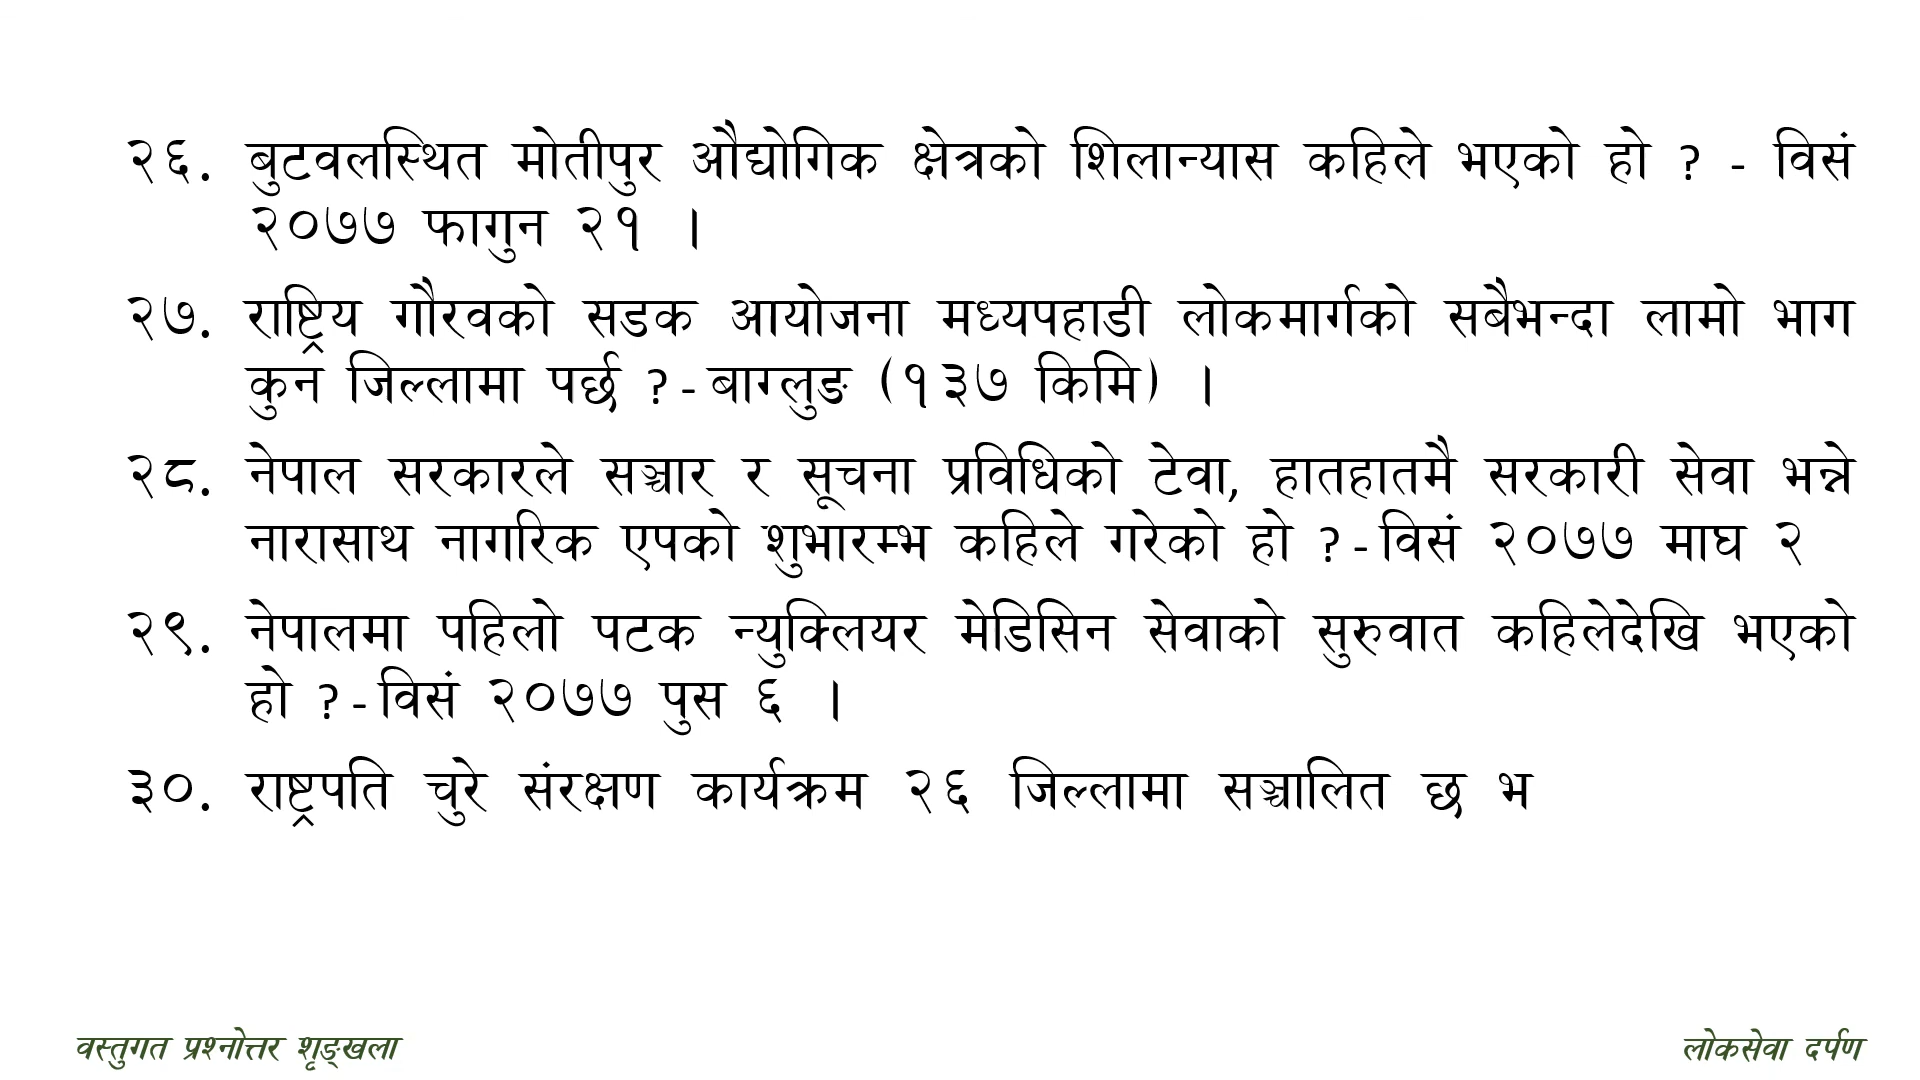 २६. बुटवलस्थित मोतीपुर औद्योगिक क्षेत्रको शिलान्यास कहिले भएको हो ? - विसं
२०७७ फागुन २१ ।
२७. राष्ट्रिय गौरवको सडक आयोजना मध्यपहाडी लोकमार्गको सबैभन्दा लामो भाग
कुन जिल्लामा पर्छ ? - बाग्लुङ (१३७ किमि) ।
२८. नेपाल सरकारले सञ्चार र सूचना प्रविधिको टेवा, हातहातमै सरकारी सेवा भन्ने
नारासाथ नागरिक एपको शुभारम्भ कहिले गरेको हो ? - विसं २०७७ माघ २
२९. नेपालमा पहिलो पटक न्युक्लियर मेडिसिन सेवाको सुरुवात कहिलेदेखि भएको
हो ? - विसं २०७७ पुस ६ ।
३०. राष्ट्रपति चुरे संरक्षण कार्यक्रम २६ जिल्लामा सञ्चालित छ भ
वस्तुगत प्रश्नोत्तर शृङ्खला
लोकसेवा दर्पण